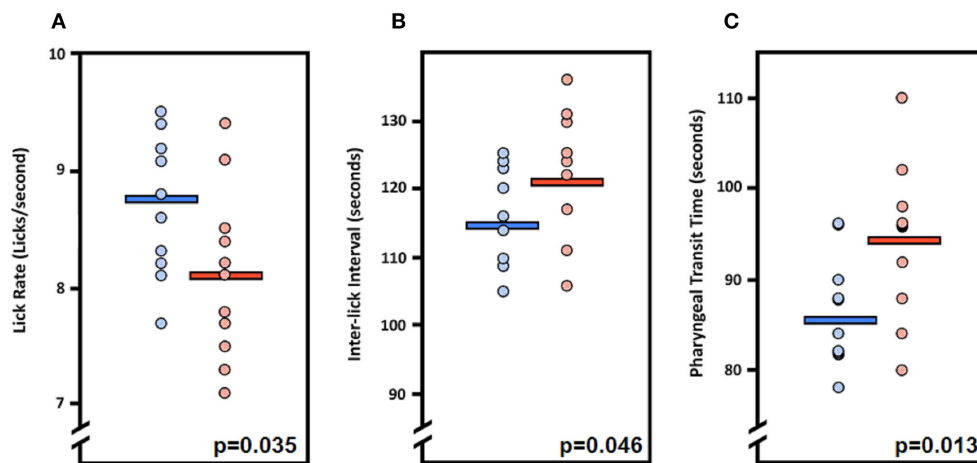 A
Lick Rate (Licks/second)
10
9
8
7
p=0.035
B
Inter-lick Interval (seconds)
130
120
110
100
90
p=0.046
C
Pharyngeal Transit Time (seconds)
110
100
90
80
p=0.013